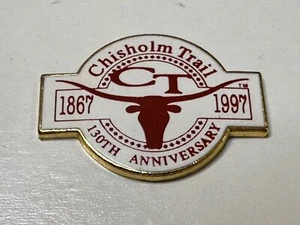 Chisholm Trail
CT
TM
1867 1997
130TH ANNIVERSARY